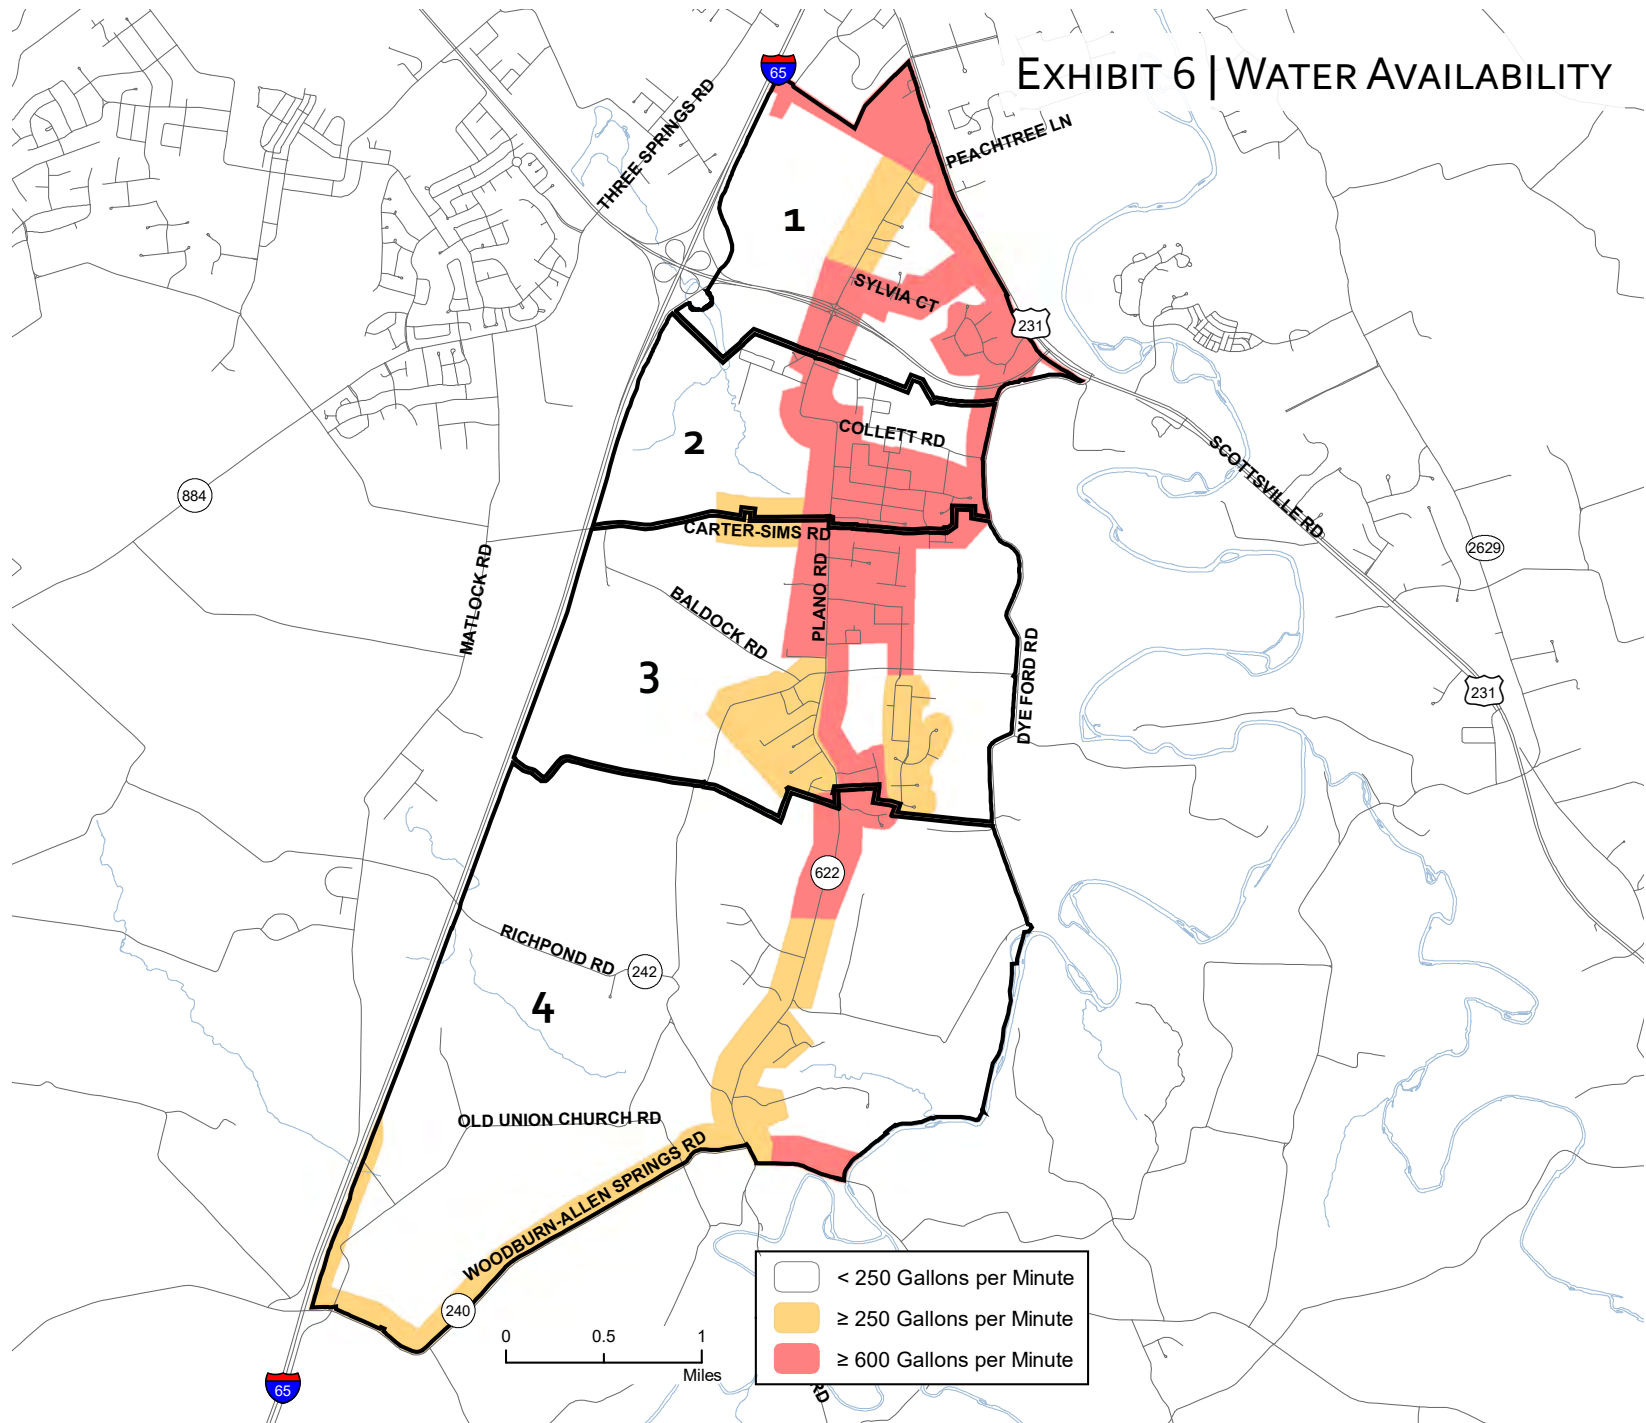 EXHIBIT 6 | WATER AVAILABILITY
65
THREE SPRINGS RD
PEACHTREE LN
1
SYLVIA CT
231
2
COLLETT RD
SCOTTSVILLE RD
884
CARTER-SIMS RD
2629
MATLOCK RD
PLANO RD
BALDOCK RD
3
DYE FORD RD
231
622
RICHPOND RD
242
4
OLD UNION CHURCH RD
WOODBURN-ALLEN SPRINGS RD
240
65
0 0.5 1
Miles
< 250 Gallons per Minute
≥ 250 Gallons per Minute
≥ 600 Gallons per Minute
RD